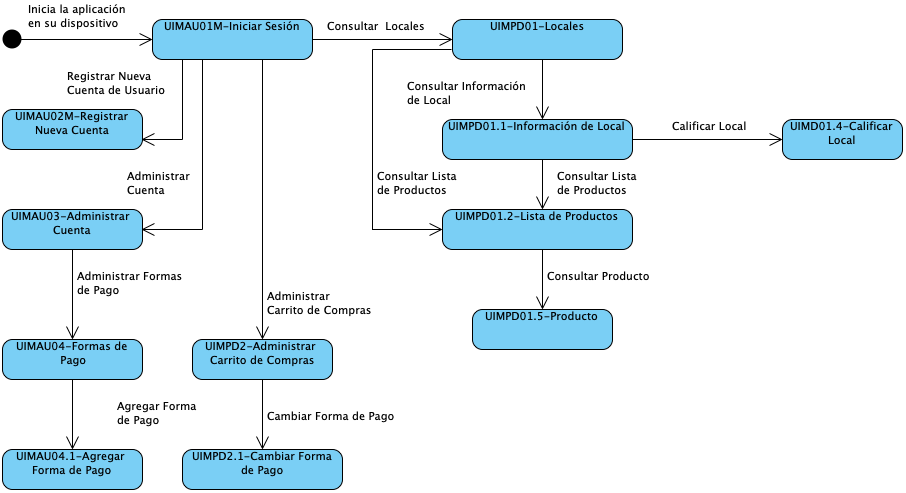 Inicia la aplicación
en su dispositivo
UIMAU01M-Iniciar Sesión
Consultar Locales
UIMPD01-Locales
Registrar Nueva
Cuenta de Usuario
Consultar Información
de Local
UIMAU02M-Registrar
Nueva Cuenta
UIMPD01.1-Información de Local
Calificar Local
UIMD01.4-Calificar
Local
Administrar
Cuenta
Consultar Lista
de Productos
Consultar Lista
de Productos
UIMAU03-Administrar
Cuenta
UIMPD01.2-Lista de Productos
Administrar Formas
de Pago
Consultar Producto
Administrar
Carrito de Compras
UIMPD01.5-Producto
UIMAU04-Formas de
Pago
UIMPD2-Administrar
Carrito de Compras
Agregar Forma
de Pago
Cambiar Forma de Pago
UIMAU04.1-Agregar
Forma de Pago
UIMPD2.1-Cambiar Forma
de Pago